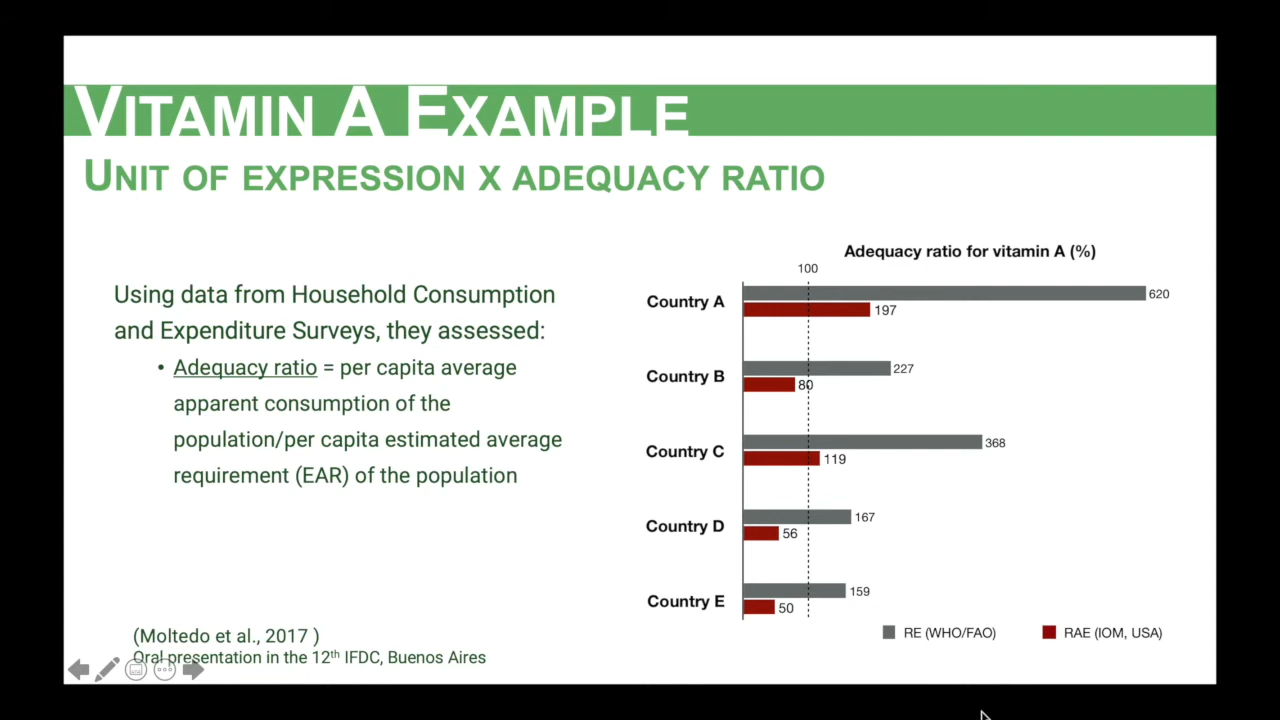 VITAMIN A EXAMPLE
UNIT OF EXPRESSION X ADEQUACY RATIO
Using data from Household Consumption
and Expenditure Surveys, they assessed:
• Adequacy ratio = per capita average
apparent consumption of the
population/per capita estimated average
requirement (EAR) of the population
(Moltedo et al., 2017 )
Oral presentation in the 12th IFDC, Buenos Aires
Adequacy ratio for vitamin A (%)
100
Country A
620
197
Country B
227
80
Country C
368
119
Country D
167
56
Country E
159
50
RE (WHO/FAO)
RAE (IOM, USA)